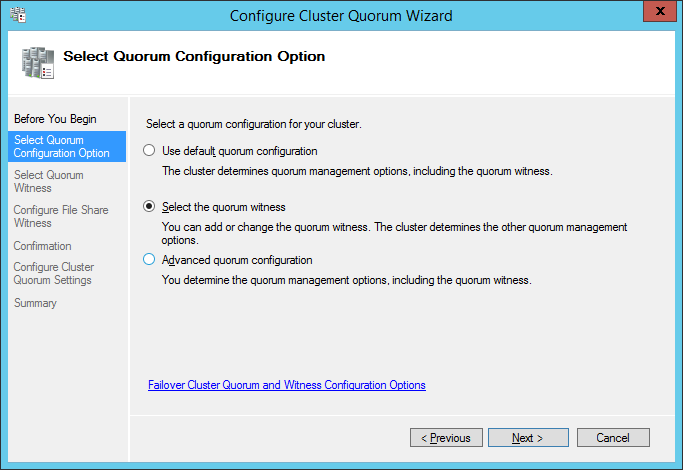 Configure Cluster Quorum Wizard
x
Select Quorum Configuration Option
Before You Begin
Select Quorum
Configuration Option
Select Quorum
Witness
Configure File Share
Witness
Confirmation
Configure Cluster
Quorum Settings
Summary
Select a quorum configuration for your cluster.
Use default quorum configuration
The cluster determines quorum management options, including the quorum witness.
Select the quorum witness
You can add or change the quorum witness. The cluster determines the other quorum management
options.
Advanced quorum configuration
You determine the quorum management options, including the quorum witness.
Failover Cluster Quorum and Witness Configuration Options
< Previous
Next >
Cancel